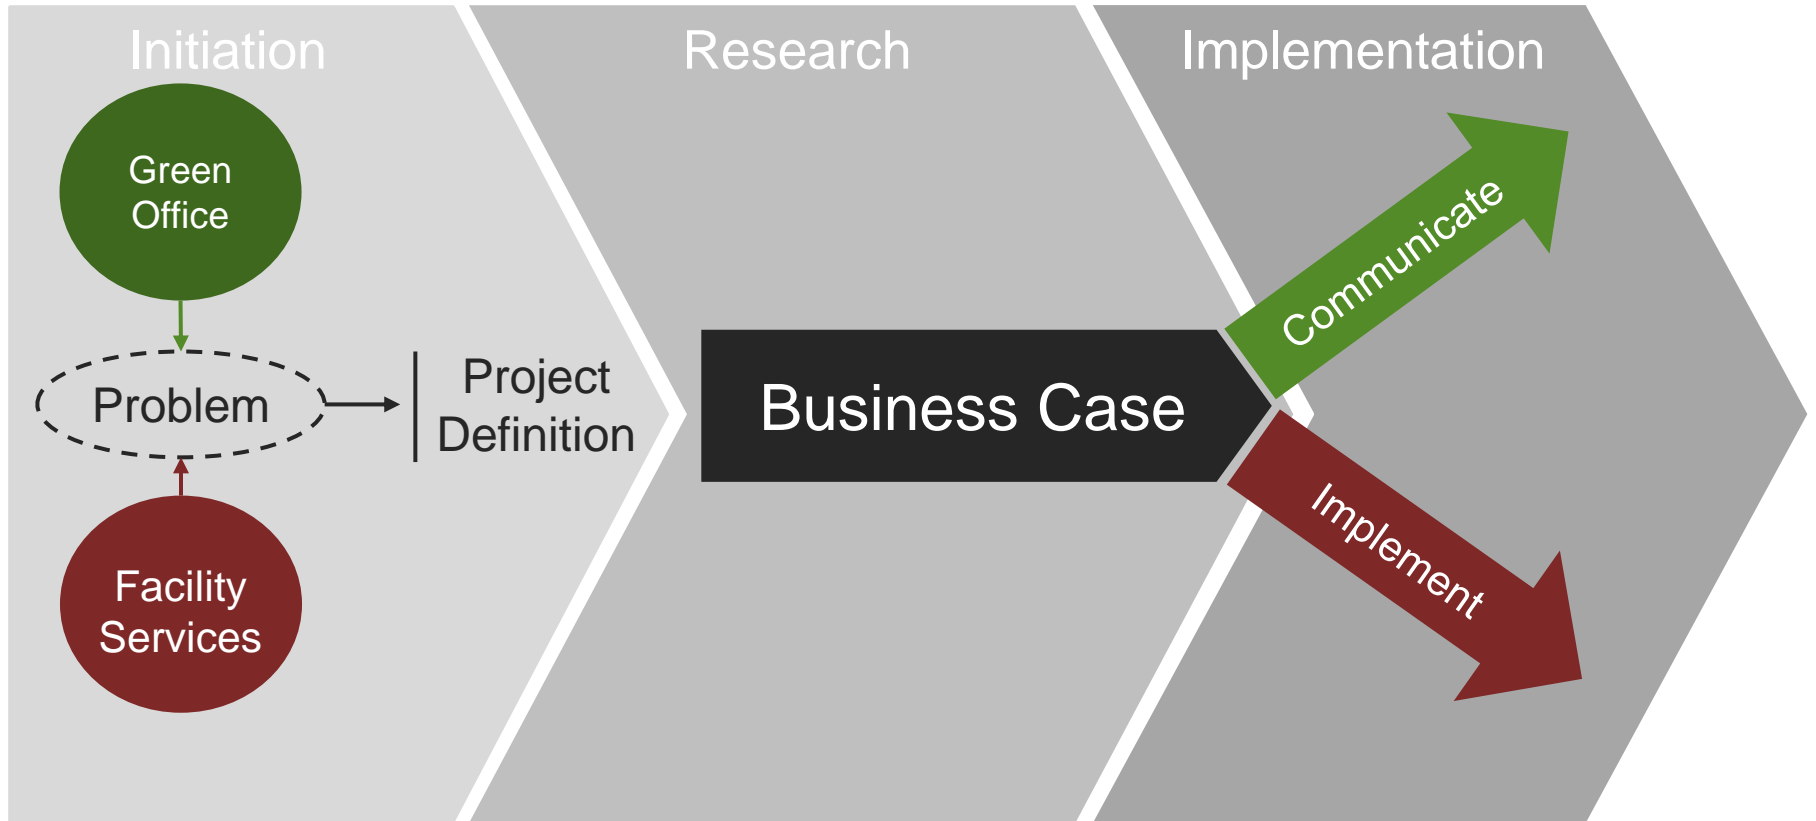 Initiation
Research
Implementation
Green
Office
Problem
Project
Definition
Facility
Services
Business Case
Communicate
Implement